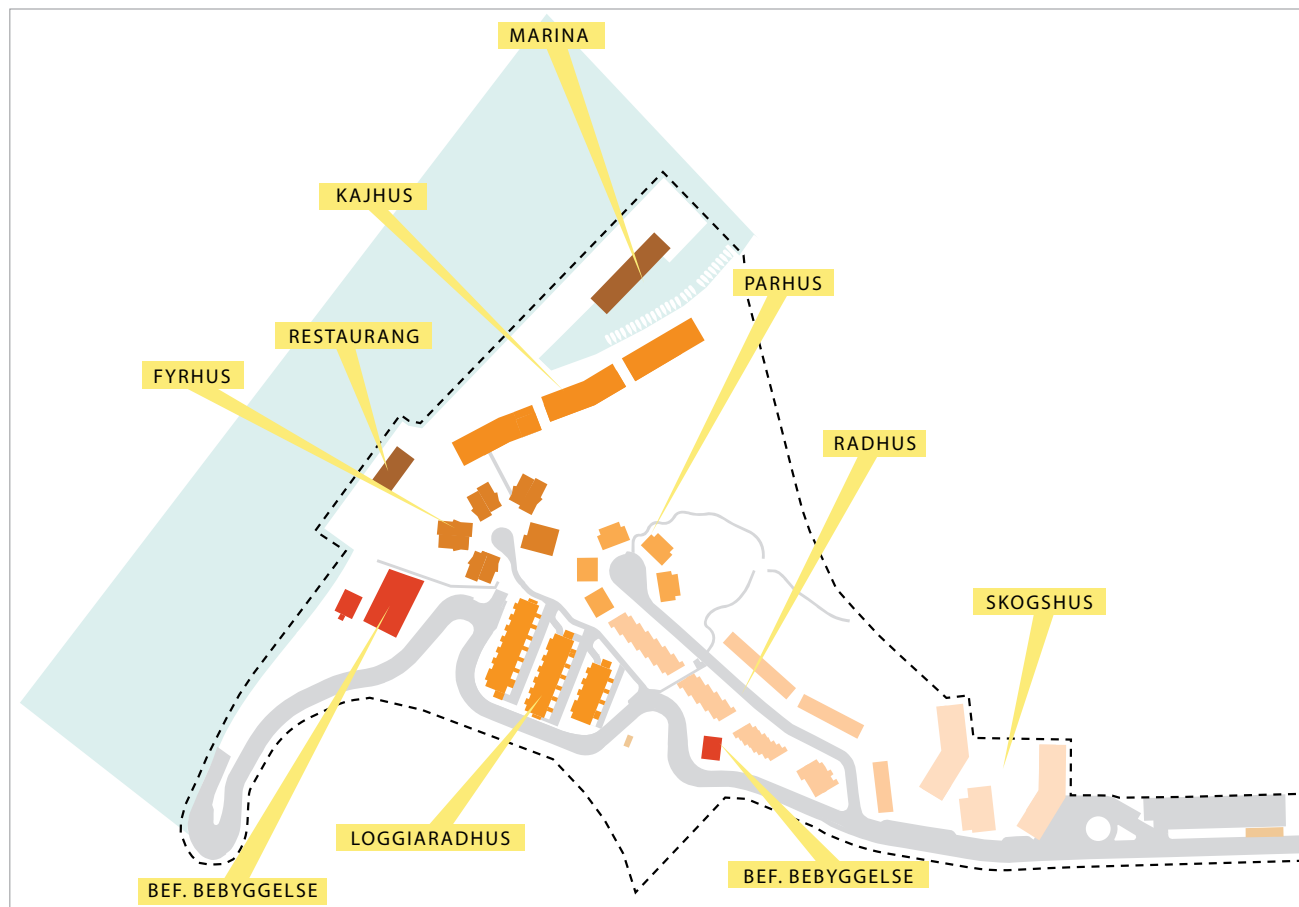 MARINA
KAJHUS
PARHUS
RESTAURANG
FYRHUS
RADHUS
SKOGSHUS
LOGGIARADHUS
BEF. BEBYGGELSE
BEF. BEBYGGELSE